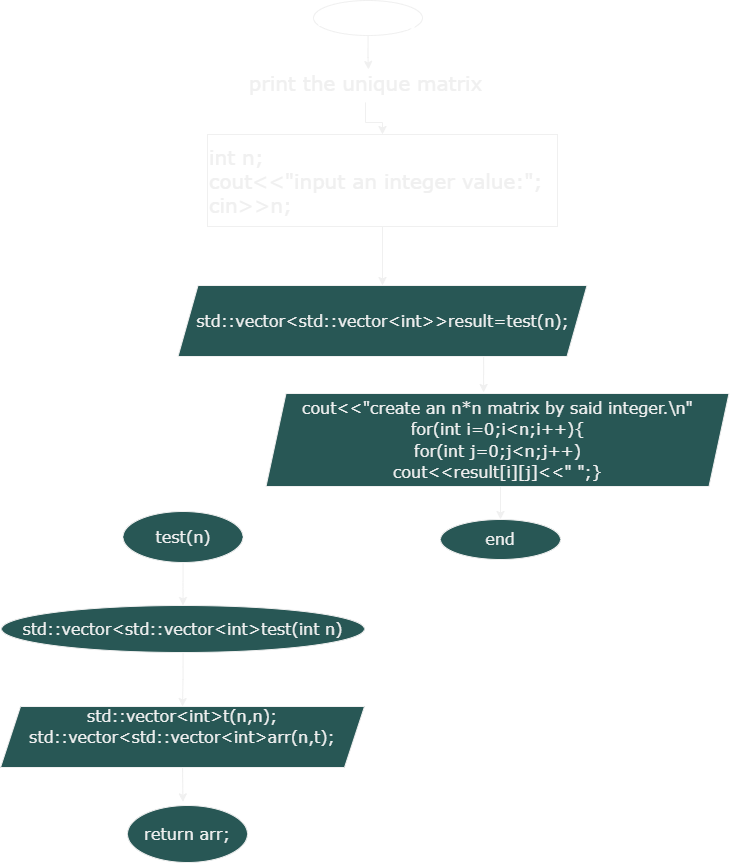 print the unique matrix
int n;
cout<<"input an integer value:";
cin>>n;
std::vector<std::vector<int>>result=test(n);
cout<<"create an n*n matrix by said integer.\n"
for(int i=0;i<n;i++){
for(int j=0;j<n;j++)
cout<<result[i][j]<<" ";}
end
test(n)
std::vector<std::vector<int>test(int n)
std::vector<int>t(n,n);
std::vector<std::vector<int>arr(n,t);
return arr;